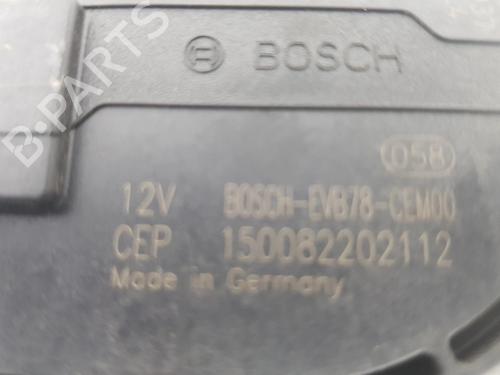 BOSCH
058
12V BOSCH-EVB78-CEM00
CEP 150082202112
Made in Germany
B-PARTS